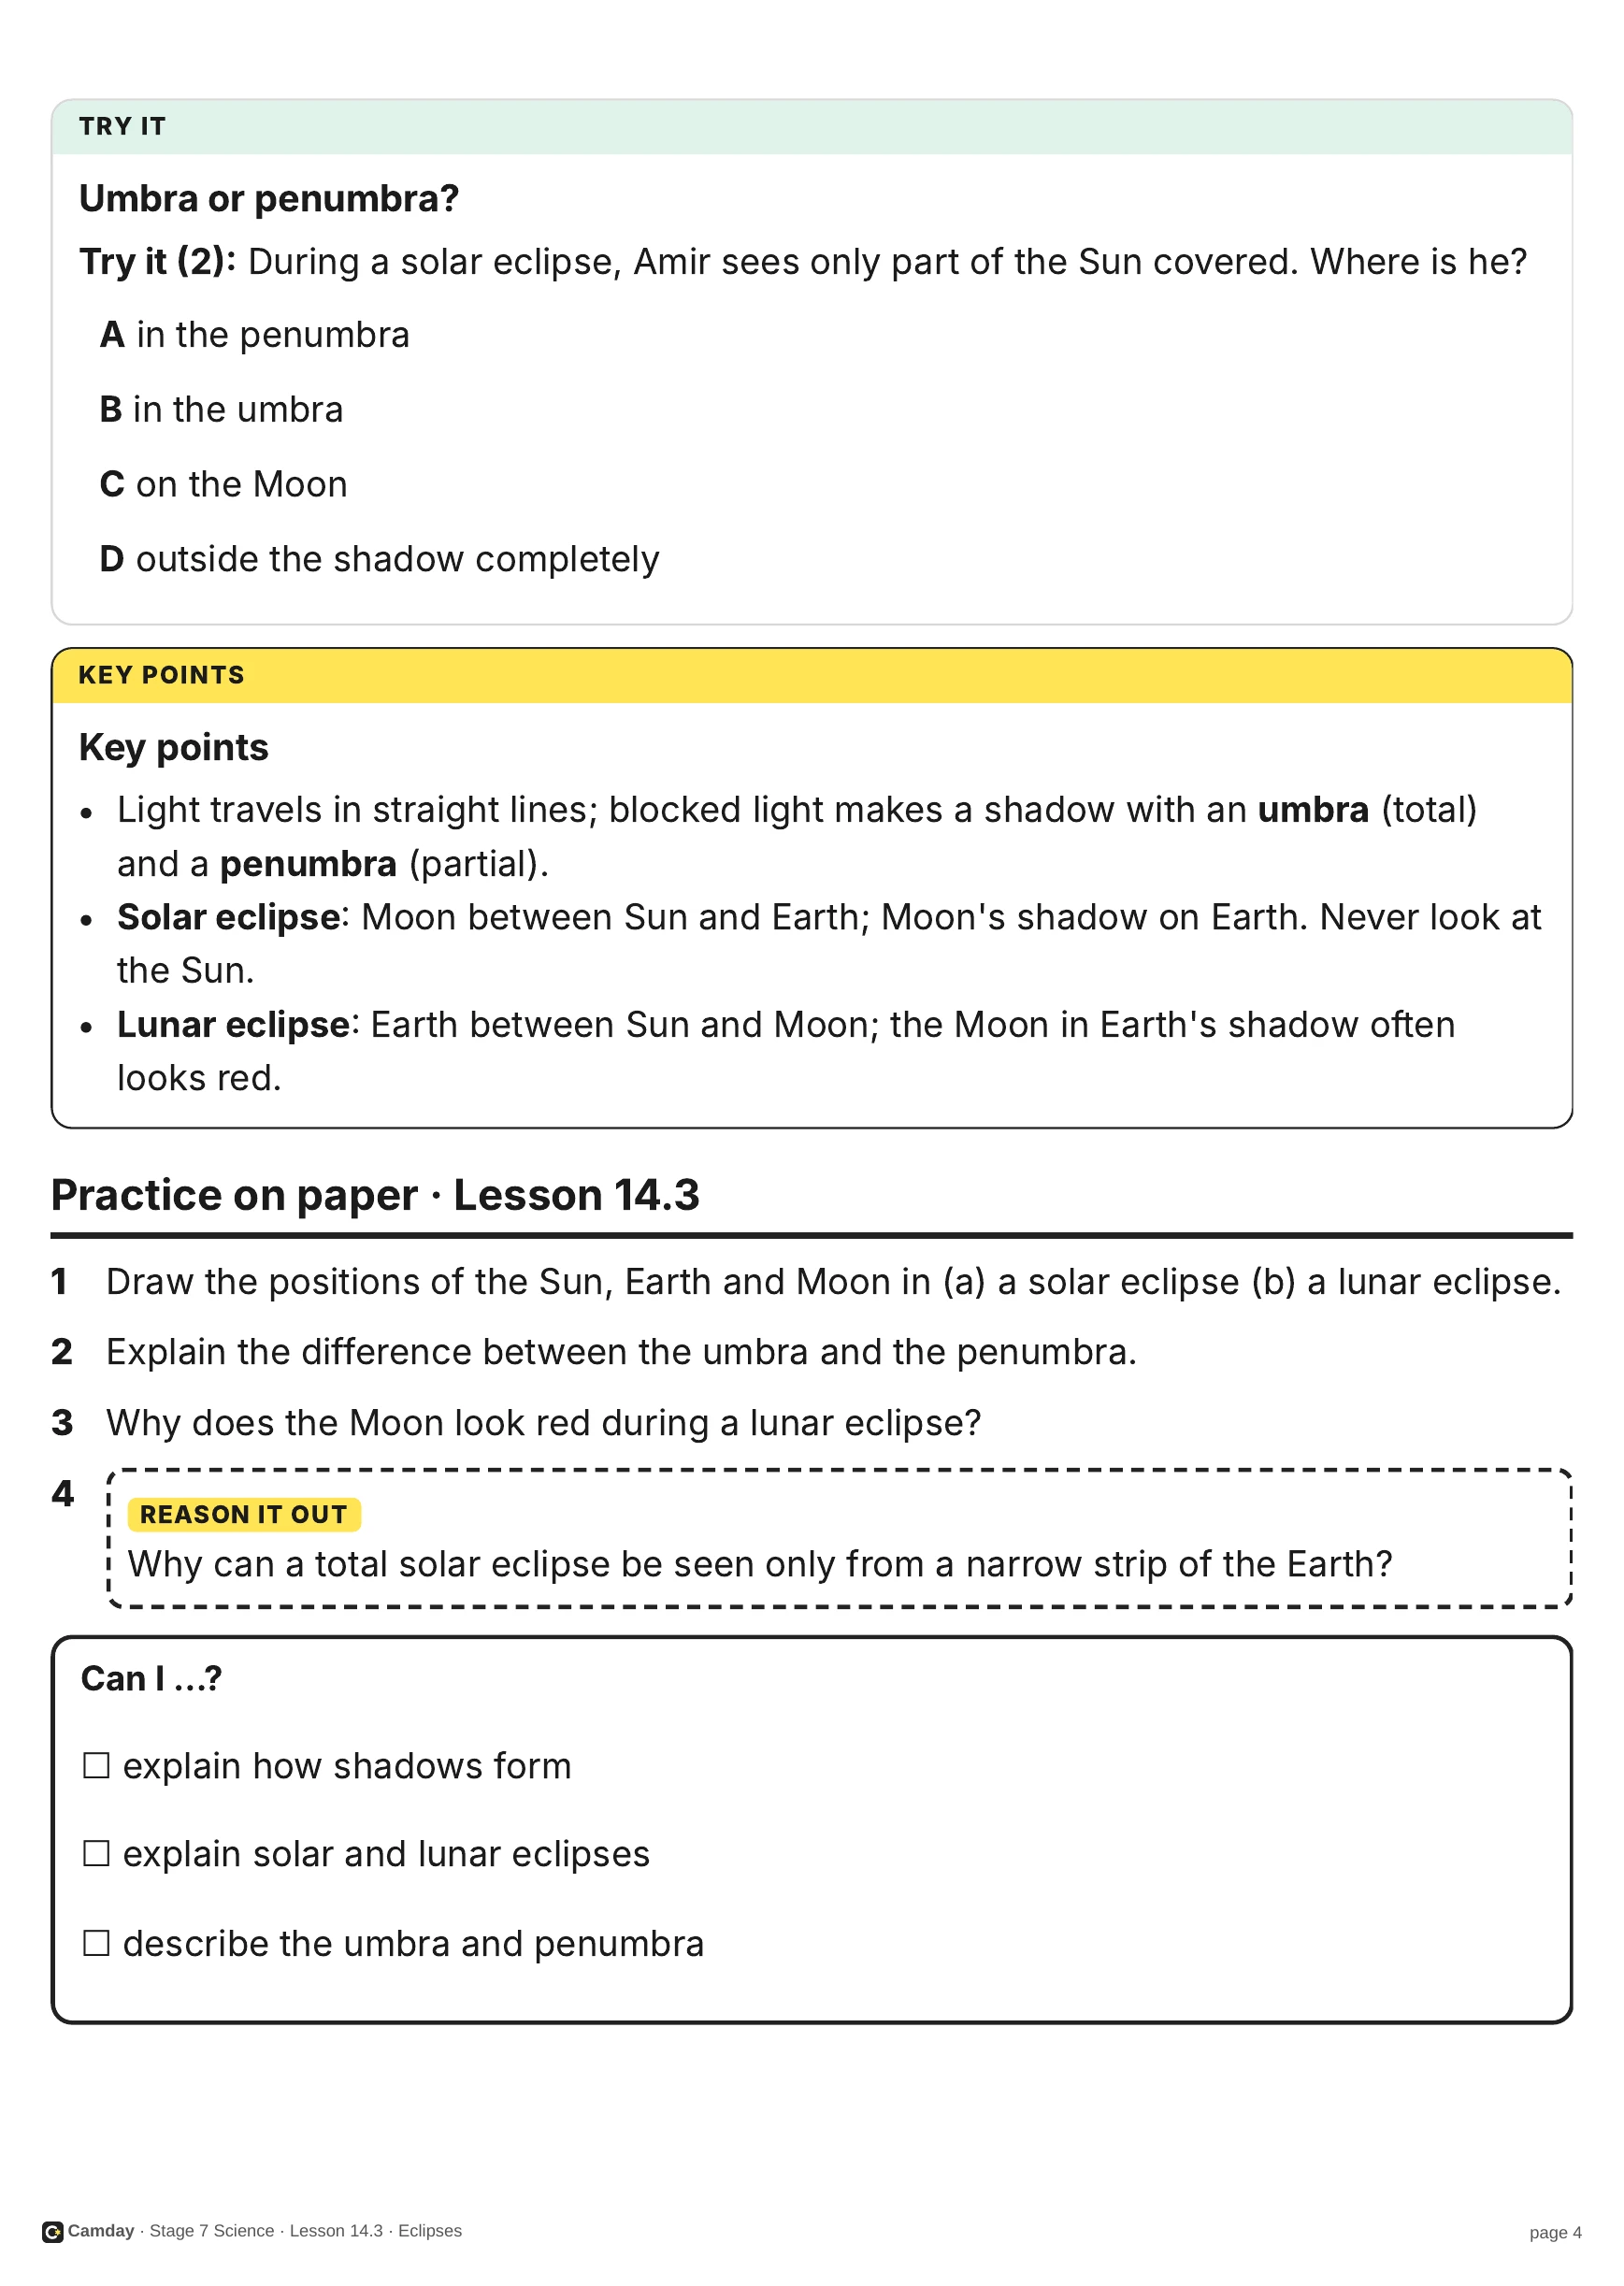 TRY IT
Umbra or penumbra?
Try it (2): During a solar eclipse, Amir sees only part of the Sun covered. Where is he?
A in the penumbra
B in the umbra
C on the Moon
D outside the shadow completely
KEY POINTS
Key points
• Light travels in straight lines; blocked light makes a shadow with an umbra (total)
and a penumbra (partial).
• Solar eclipse: Moon between Sun and Earth; Moon's shadow on Earth. Never look at
the Sun.
• Lunar eclipse: Earth between Sun and Moon; the Moon in Earth's shadow often
looks red.
Practice on paper · Lesson 14.3
1 Draw the positions of the Sun, Earth and Moon in (a) a solar eclipse (b) a lunar eclipse.
2 Explain the difference between the umbra and the penumbra.
3 Why does the Moon look red during a lunar eclipse?
4 REASON IT OUT
Why can a total solar eclipse be seen only from a narrow strip of the Earth?
Can I …?
☐ explain how shadows form
☐ explain solar and lunar eclipses
☐ describe the umbra and penumbra
Camday · Stage 7 Science · Lesson 14.3 · Eclipses
page 4